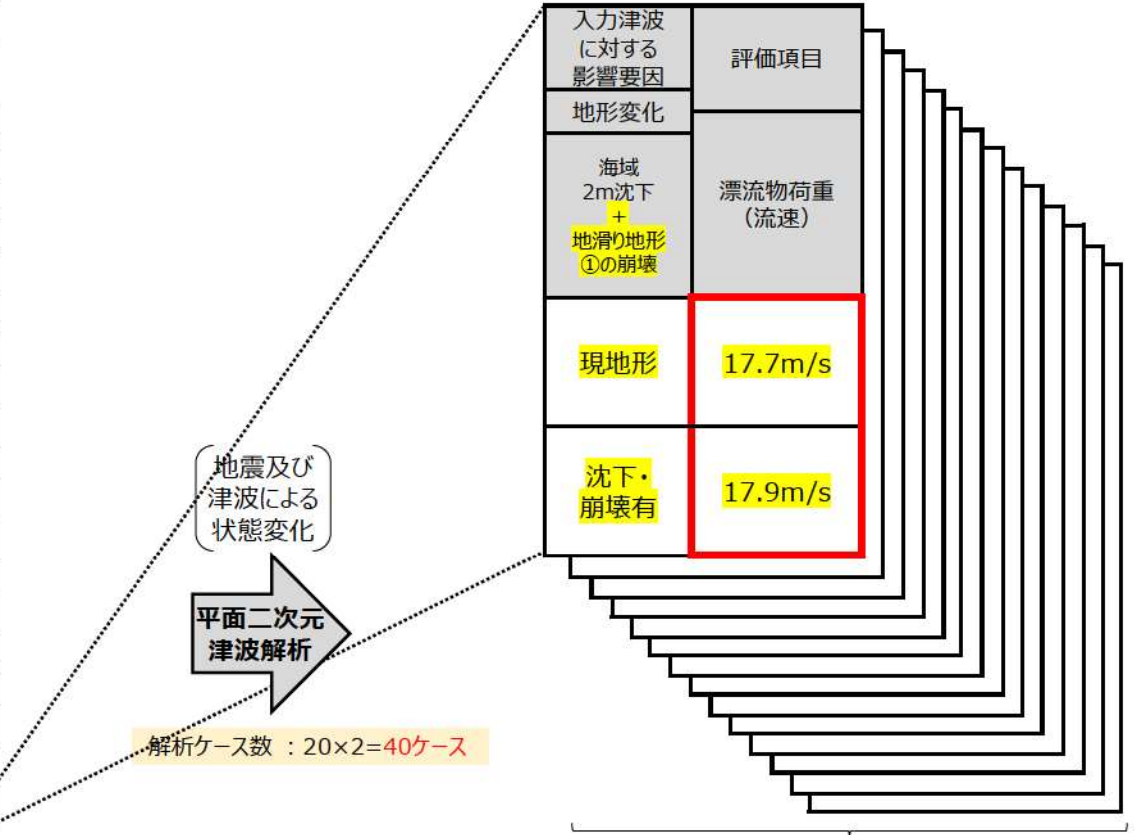 入力津波
に対する
影響要因
評価項目
地形変化
海域
2m沈下
+
地滑り地形
①の崩壊
漂流物荷重
（流速）
現地形
17.7m/s
沈下・
崩壊有
17.9m/s
地震及び
津波による
状態変化
平面二次元
津波解析
解析ケース数 ：20×2=40ケース